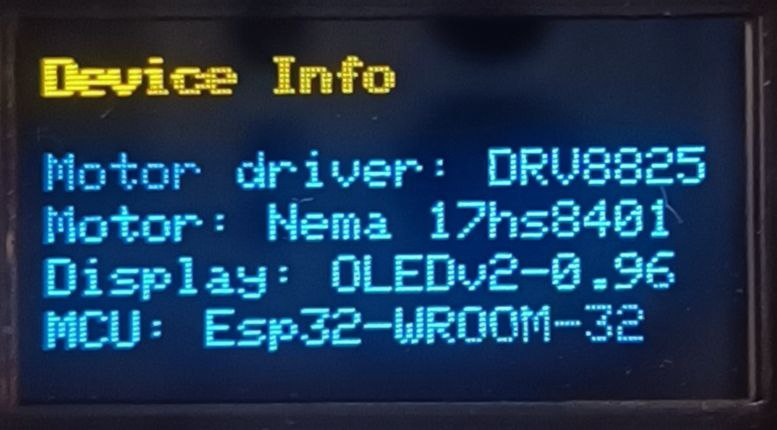 Device Info
Motor driver: DRV8825
Motor: Nema 17hs8401
Display: OLEDv2-0.96
MCU: Esp32-WROOM-32